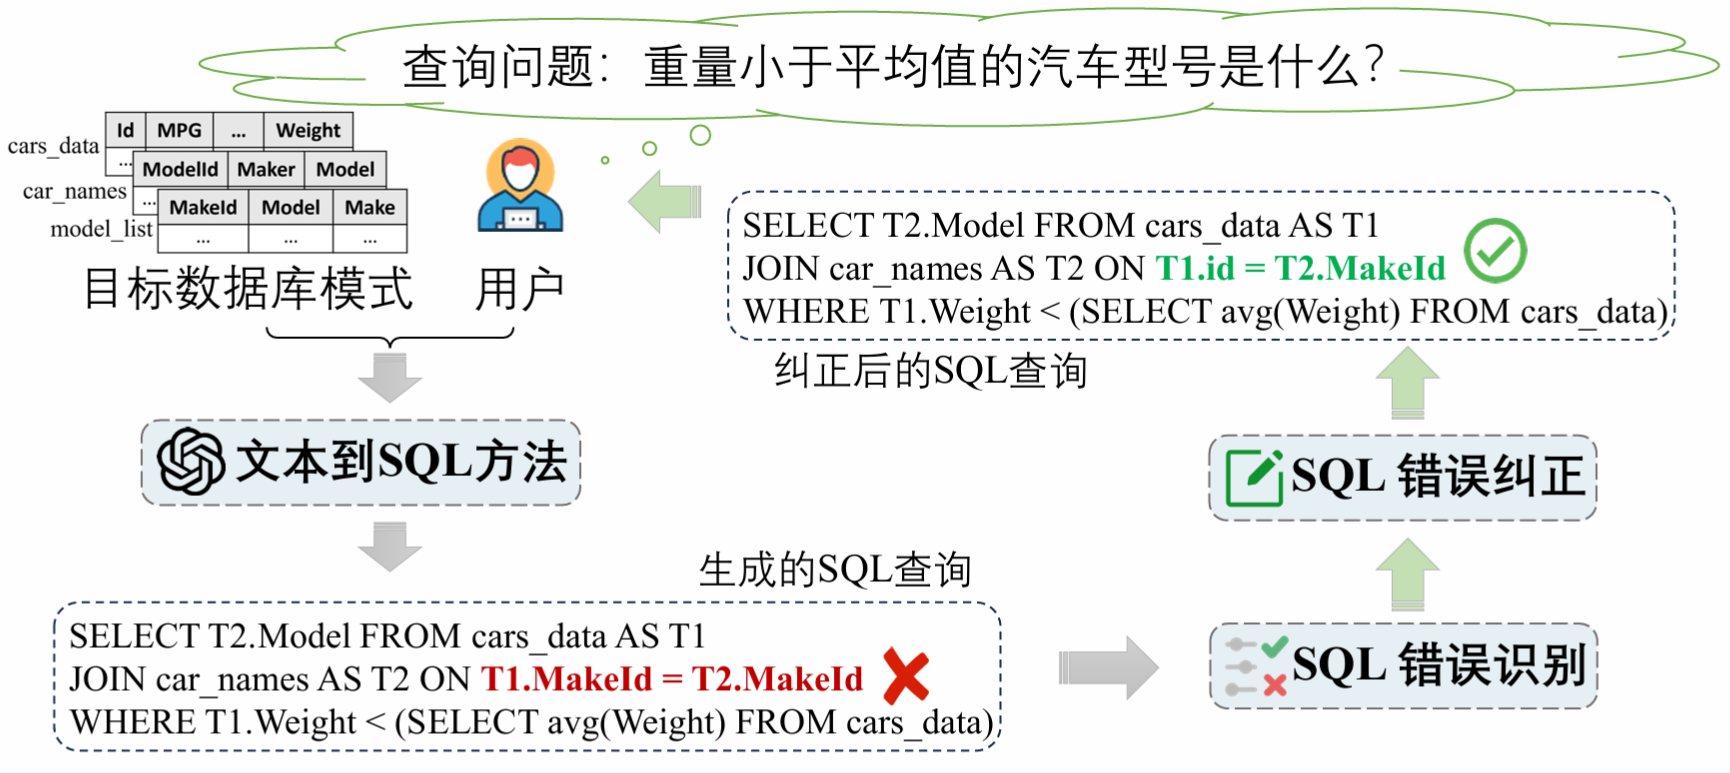 查询问题：重量小于平均值的汽车型号是什么？
cars_data
Id MPG ... Weight
...
car_names
ModelId Maker Model
...
model_list
MakeId Model Make
... ... ...
目标数据库模式
用户
文本到SQL方法
生成的SQL查询
SELECT T2.Model FROM cars_data AS T1
JOIN car_names AS T2 ON T1.MakeId = T2.MakeId
WHERE T1.Weight < (SELECT avg(Weight) FROM cars_data)
SQL 错误识别
SQL 错误纠正
纠正后的SQL查询
SELECT T2.Model FROM cars_data AS T1
JOIN car_names AS T2 ON T1.id = T2.MakeId
WHERE T1.Weight < (SELECT avg(Weight) FROM cars_data)